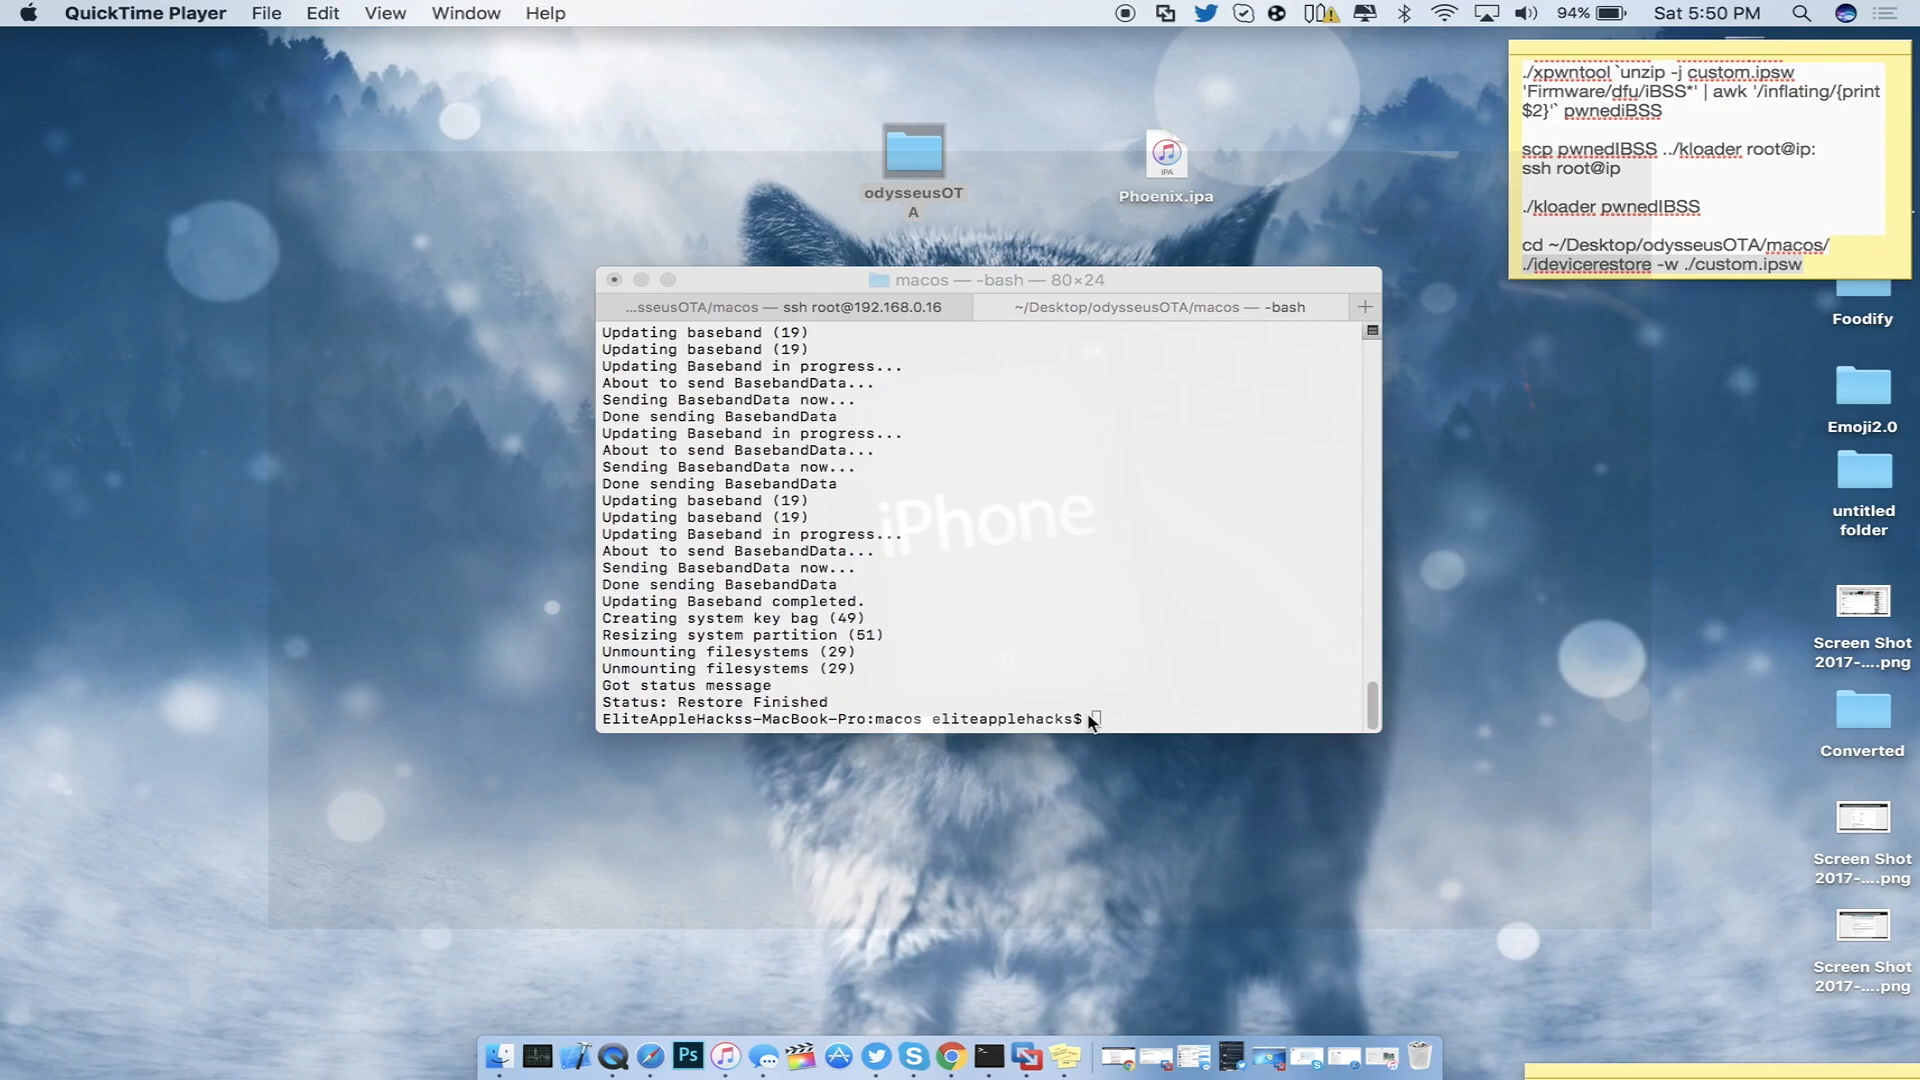 QuickTime Player File Edit View Window Help
94% Sat 5:50 PM
./xpwntool `unzip -j custom.ipsw
'Firmware/dfu/iBSS*' | awk '/inflating/{print
$2}'` pwnediBSS
scp pwnedIBSS ../kloader root@ip:
ssh root@ip
./kloader pwnedIBSS
cd ~/Desktop/odysseusOTA/macos/
./idevicerestore -w ./custom.ipsw
odysseusOT
A
IPA
Phoenix.ipa
macos — -bash — 80×24
...sseusOTA/macos — ssh root@192.168.0.16
~/Desktop/odysseusOTA/macos — -bash
Updating baseband (19)
Updating baseband (19)
Updating Baseband in progress...
About to send BasebandData...
Sending BasebandData now...
Done sending BasebandData
Updating Baseband in progress...
About to send BasebandData...
Sending BasebandData now...
Done sending BasebandData
Updating baseband (19)
Updating baseband (19)
Updating Baseband in progress...
About to send BasebandData...
Sending BasebandData now...
Done sending BasebandData
Updating Baseband completed.
Creating system key bag (49)
Resizing system partition (51)
Unmounting filesystems (29)
Unmounting filesystems (29)
Got status message
Status: Restore Finished
EliteAppleHackss-MacBook-Pro:macos eliteapplehacks$
iPhone
Foodify
Emoji2.0
untitled
folder
Screen Shot
2017-....png
Converted
Screen Shot
2017-....png
Screen Shot
2017-....png
Ps